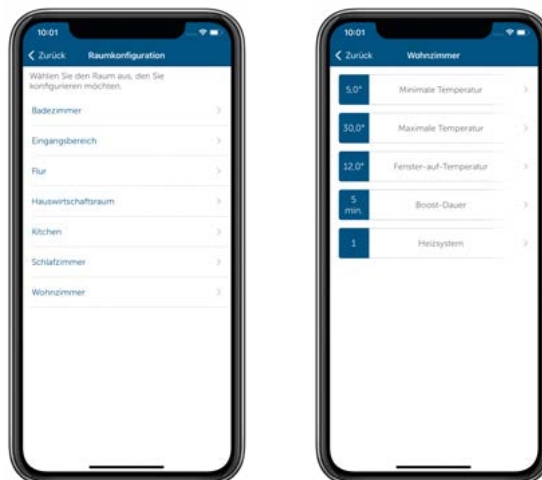 10:01
Zurück Raumkonfiguration
Wählen Sie den Raum aus, den Sie
konfigurieren möchten.
Badezimmer
Eingangsbereich
Flur
Hauswirtschaftsraum
Kitchen
Schlafzimmer
Wohnzimmer
10:01
Zurück Wohnzimmer
5,0° Minimale Temperatur
30,0° Maximale Temperatur
12,0° Fenster-auf-Temperatur
5
min. Boost-Dauer
1 Heizsystem